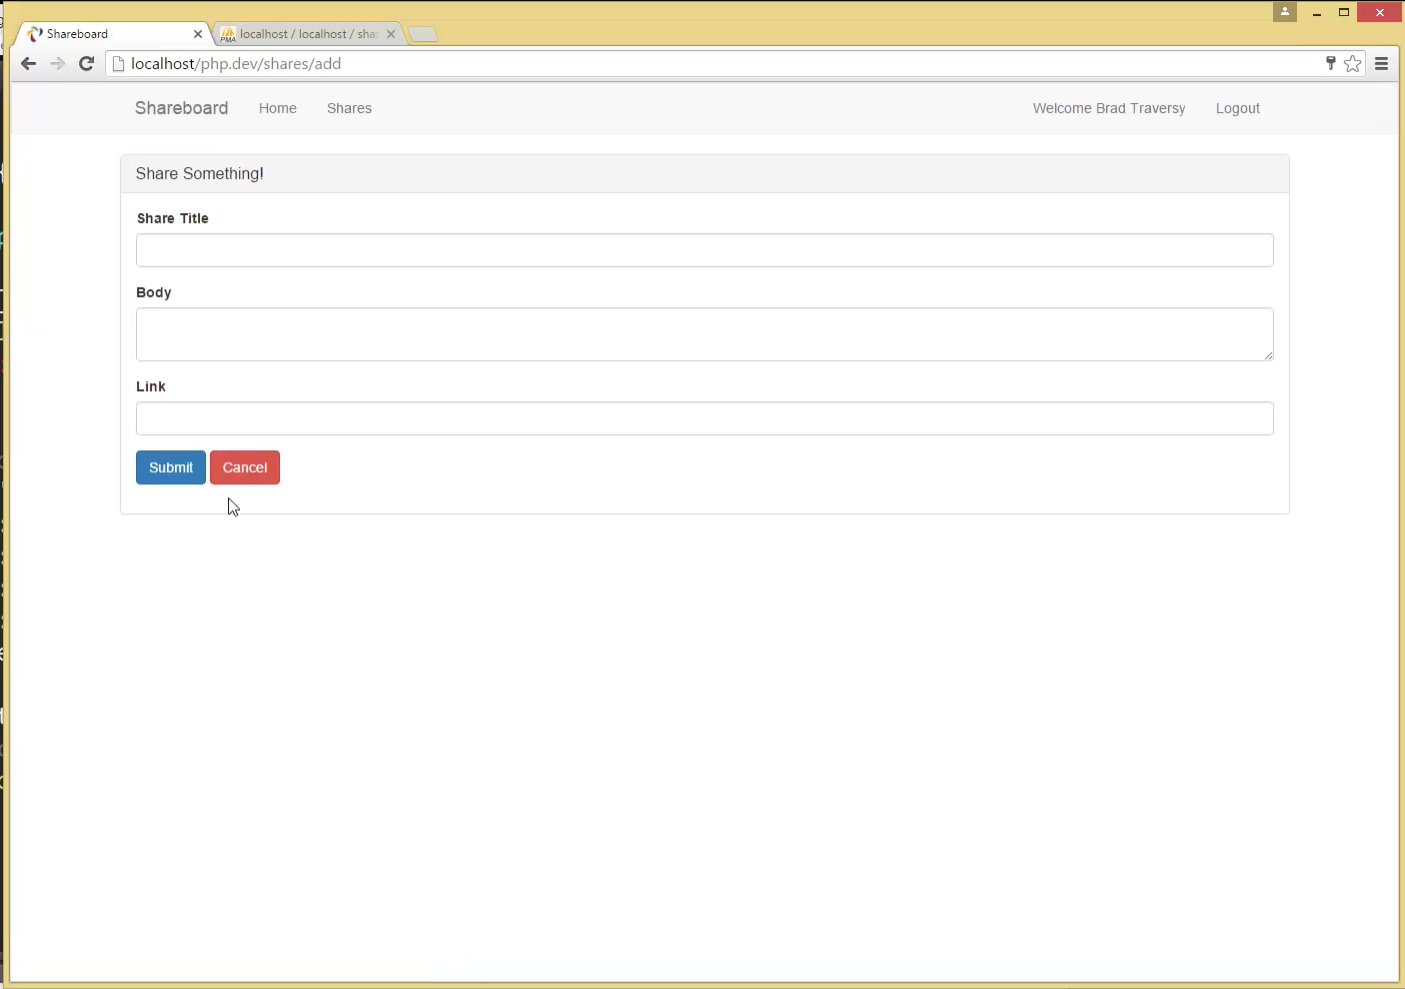 Shareboard
localhost / localhost / sha
localhost/php.dev/shares/add
Shareboard Home Shares Welcome Brad Traversy Logout
Share Something!
Share Title
Body
Link
Submit Cancel